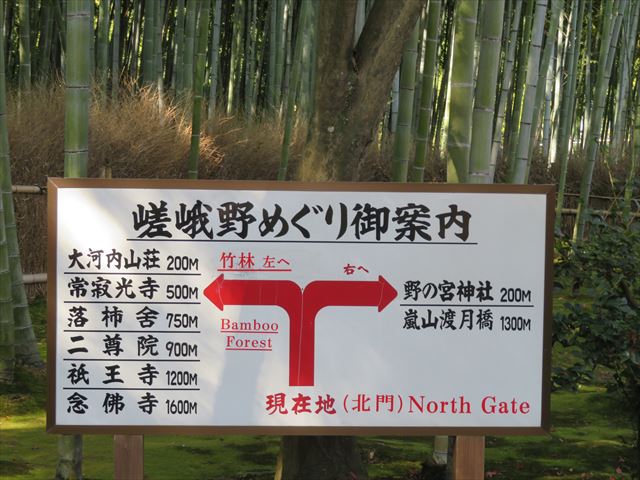 嵯峨野めぐり御案内
大河内山荘 200M
常寂光寺 500M
落柿舎 750M
二尊院 900M
祇王寺 1200M
念佛寺 1600M
竹林 左へ
Bamboo
Forest
右へ
野の宮神社 200M
嵐山渡月橋 1300M
現在地(北門)North Gate